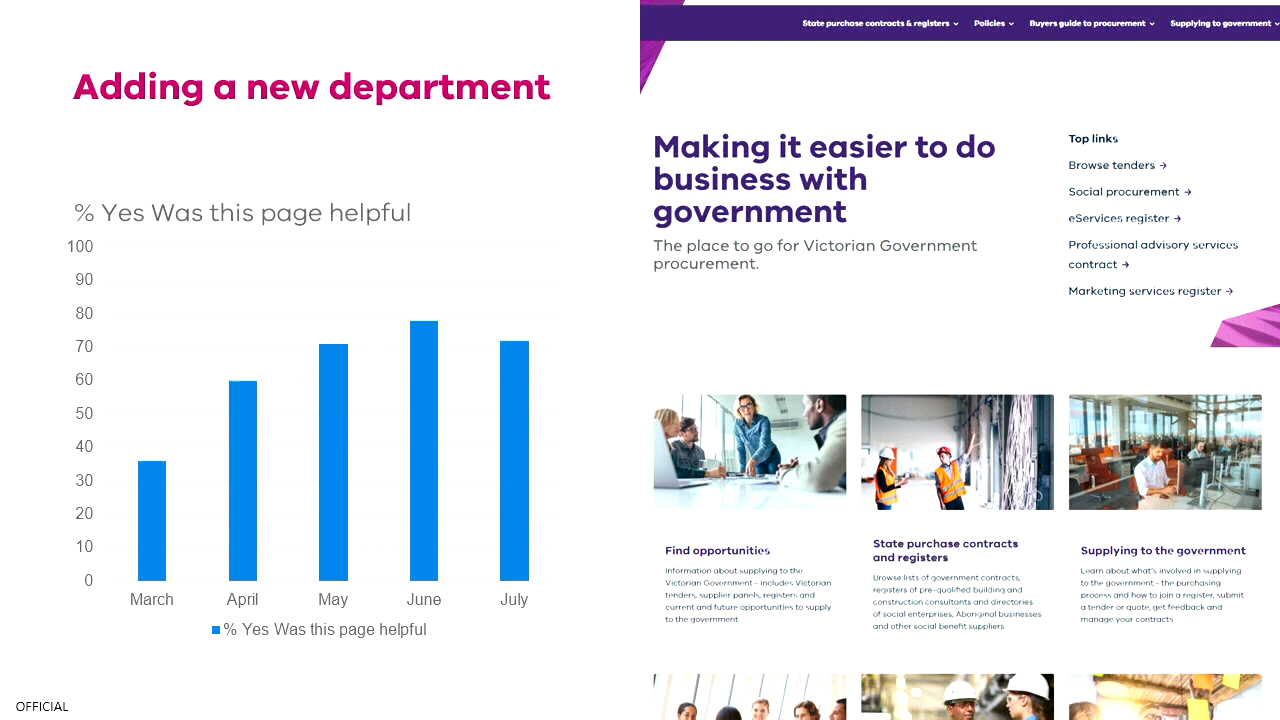 Adding a new department
% Yes Was this page helpful
100
90
80
70
60
50
40
30
20
10
0
March April May June July
% Yes Was this page helpful
OFFICIAL
State purchase contracts & registers Policies Buyers guide to procurement Supplying to government
Making it easier to do
business with
government
The place to go for Victorian Government
procurement.
Top links
Browse tenders →
Social procurement →
eServices register →
Professional advisory services
contract →
Marketing services register →
Find opportunities
Information about supplying to the
Victorian Government - includes Victorian
tenders, supplier panels, registers and
current and future opportunities to supply
to the government
State purchase contracts
and registers
Browse lists of government contracts,
registers of pre-qualified building and
construction consultants and directories
of social enterprises, Aboriginal businesses
and other social benefit suppliers
Supplying to the government
Learn about what's involved in supplying
to the government - the purchasing
process and how to join a register, submit
a tender or quote, get feedback and
manage your contracts